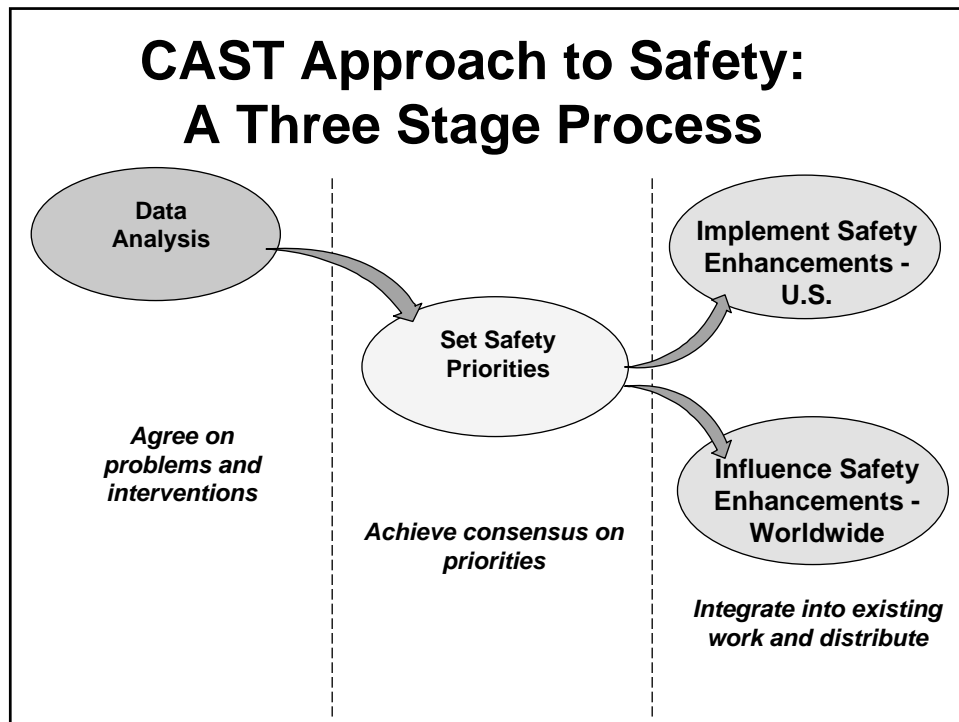 CAST Approach to Safety:
A Three Stage Process
Data
Analysis
Agree on
problems and
interventions
Set Safety
Priorities
Achieve consensus on
priorities
Implement Safety
Enhancements -
U.S.
Influence Safety
Enhancements -
Worldwide
Integrate into existing
work and distribute